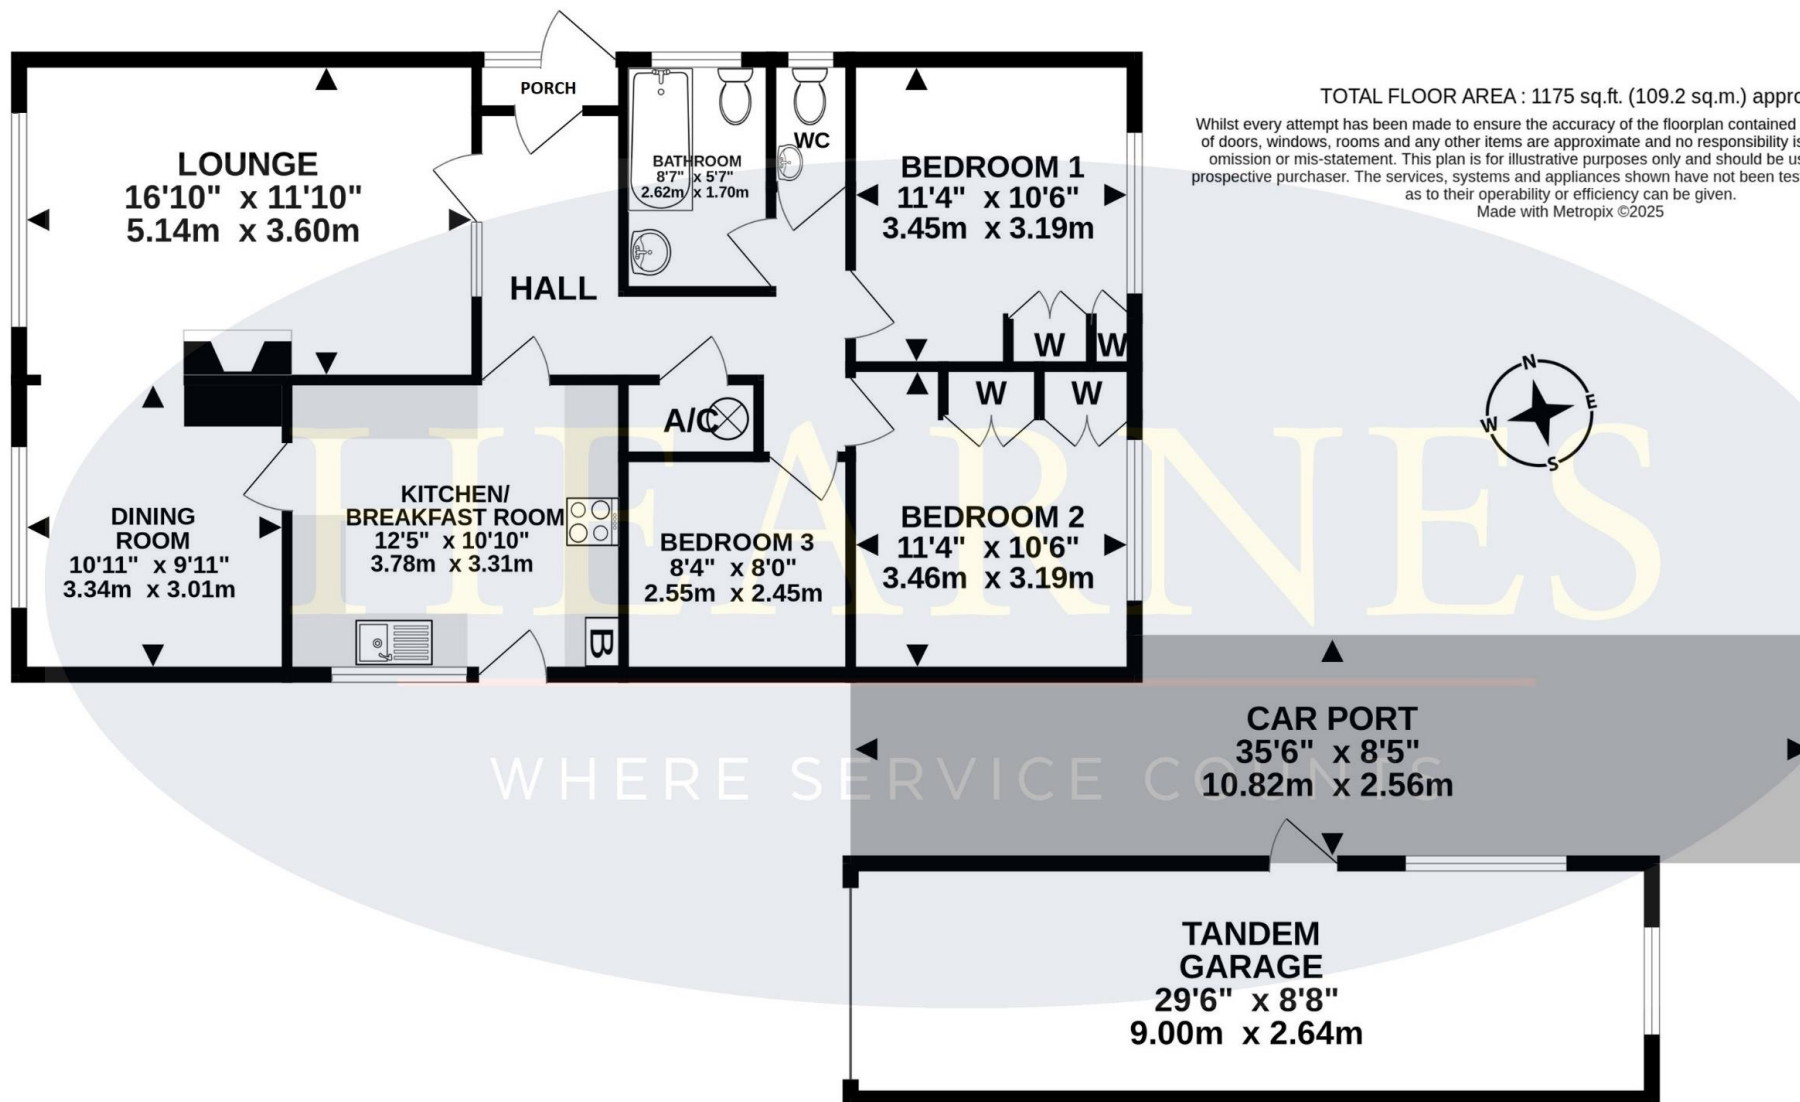 PORCH
LOUNGE
16'10" x 11'10"
5.14m x 3.60m
BATHROOM
8'7" x 5'7"
2.62m x 1.70m
WC
BEDROOM 1
11'4" x 10'6"
3.45m x 3.19m
TOTAL FLOOR AREA : 1175 sq.ft. (109.2 sq.m.) appro
Whilst every attempt has been made to ensure the accuracy of the floorplan contained
of doors, windows, rooms and any other items are approximate and no responsibility is
omission or mis-statement. This plan is for illustrative purposes only and should be us
prospective purchaser. The services, systems and appliances shown have not been tes
as to their operability or efficiency can be given.
Made with Metropix ©2025
HALL
W
W
W
W
A/C
N
E
S
W
HEARNES
DINING
ROOM
10'11" x 9'11"
3.34m x 3.01m
KITCHEN/
BREAKFAST ROOM
12'5" x 10'10"
3.78m x 3.31m
B
BEDROOM 3
8'4" x 8'0"
2.55m x 2.45m
BEDROOM 2
11'4" x 10'6"
3.46m x 3.19m
WHERE SERVICE COUNTS
CAR PORT
35'6" x 8'5"
10.82m x 2.56m
TANDEM
GARAGE
29'6" x 8'8"
9.00m x 2.64m